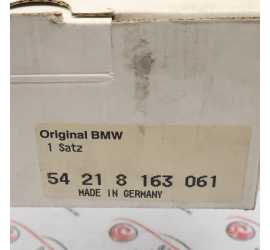 Original BMW
1 Satz
54 21 8 163 061
MADE IN GERMANY